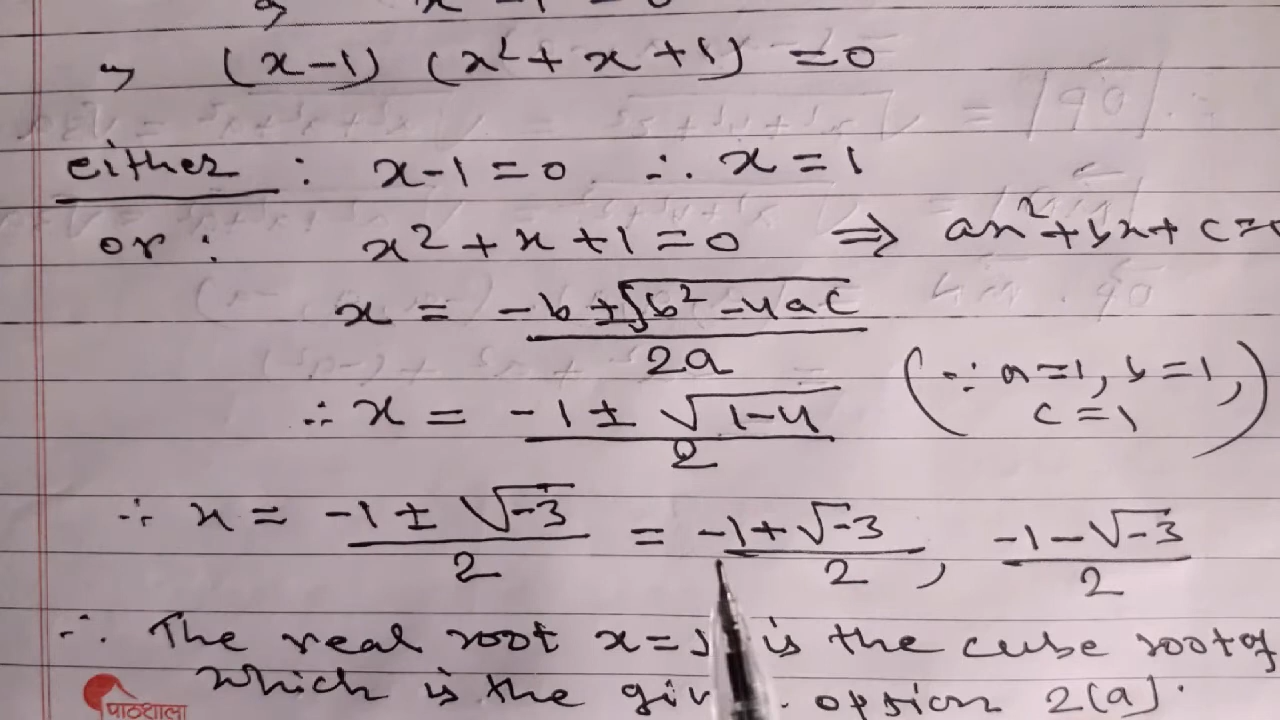 (x-1) (x²+x+1) =0
either : x-1=0 ∴ x=1
or : x²+x+1=0 ⇒ ax²+bx+c=0
x = -b ± √b²-4ac / 2a
∴ x = -1 ± √1-4 / 2 (∵ a=1, b=1, c=1)
∴ x = -1 ± √-3 / 2 = -1+√-3 / 2 , -1-√-3 / 2
∴ The real root x=1 is the cube root of
which is the option 2(a).
পাঠশালা